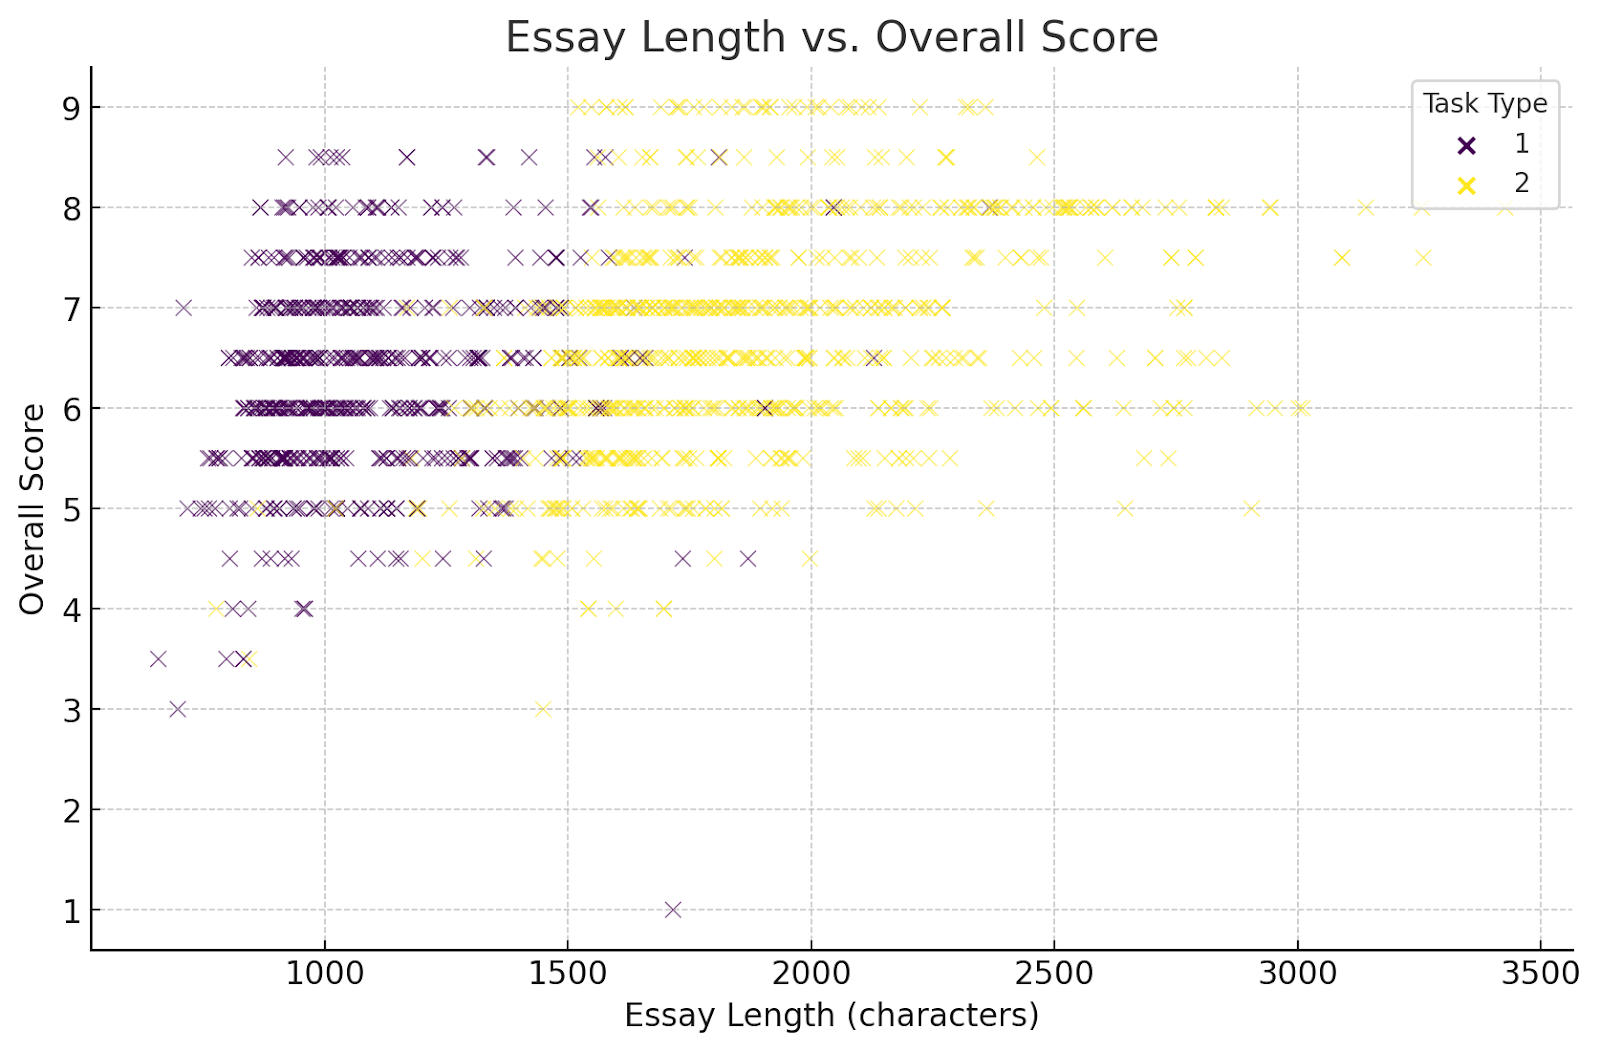 Essay Length vs. Overall Score
Task Type
1
2
Overall Score
9
8
7
6
5
4
3
2
1
1000 1500 2000 2500 3000 3500
Essay Length (characters)